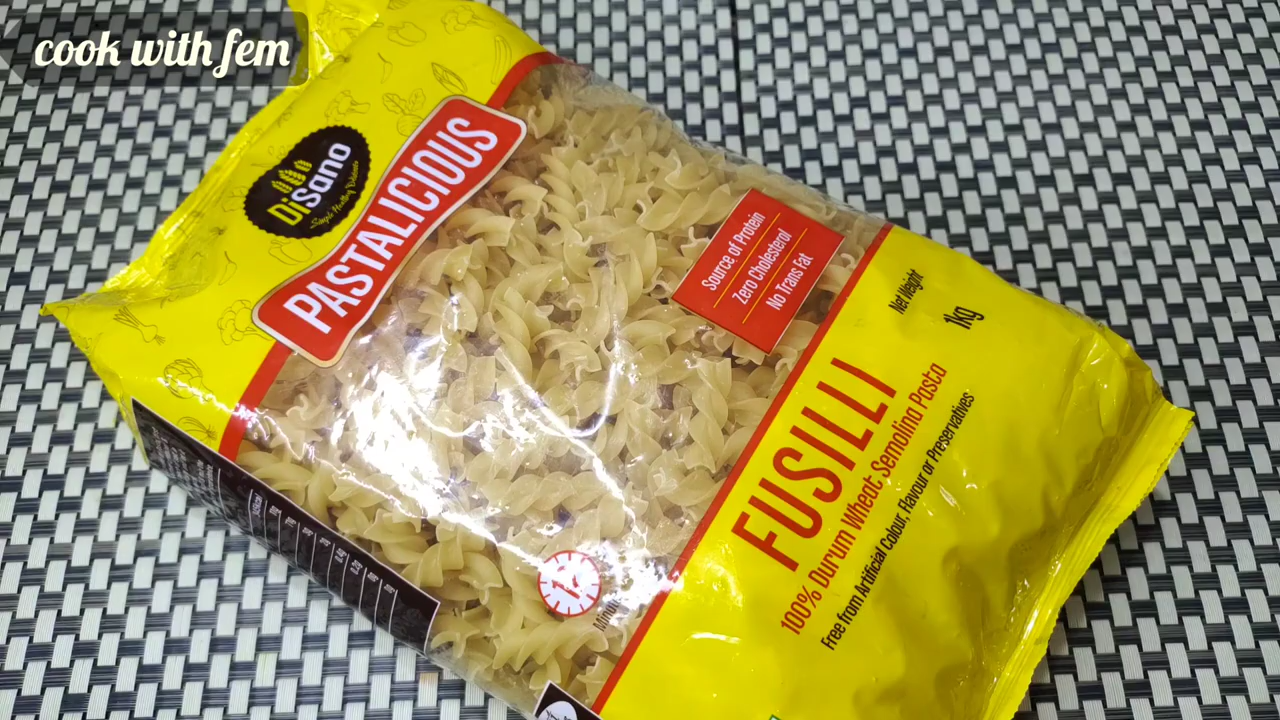 cook with fem
DiSano
Simple Healthy Choices
PASTALICIOUS
Source of Protein
Zero Cholesterol
No Trans Fat
Net Weight
1kg
FUSILLI
100% Durum Wheat Semolina Pasta
Free from Artificial Colour, Flavour or Preservatives